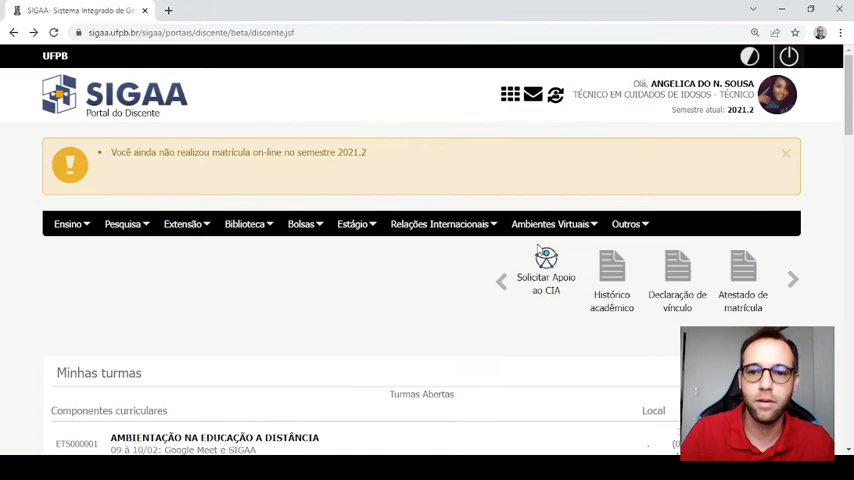 SIGAA- Sistema Integrado de Ge
sigaa.ufpb.br/sigaa/portais/discente/beta/discente.jsf
UFPB
SIGAA
Portal do Discente
Olá, ANGELICA DO N. SOUSA
TÉCNICO EM CUIDADOS DE IDOSOS - TÉCNICO
Semestre atual: 2021.2
• Você ainda não realizou matrícula on-line no semestre 2021.2
Ensino Pesquisa Extensão Biblioteca Bolsas Estágio Relações Internacionais Ambientes Virtuais Outros
Solicitar Apoio
ao CIA
Histórico
acadêmico
Declaração de
vínculo
Atestado de
matrícula
Minhas turmas
Turmas Abertas
Componentes curriculares Local
ETS000001 AMBIENTAÇÃO NA EDUCAÇÃO A DISTÂNCIA
09 à 10/02: Google Meet e SIGAA